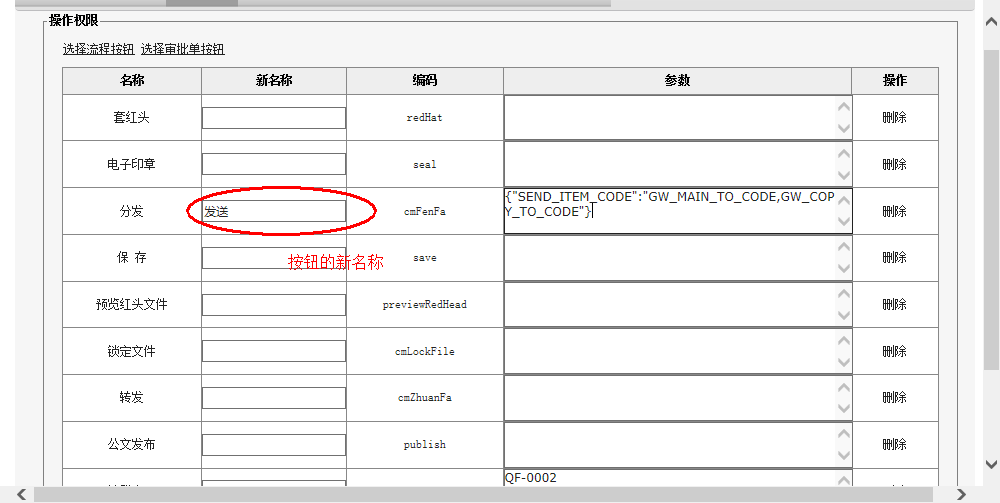 操作权限
选择流程按钮 选择审批单按钮
名称 新名称 编码 参数 操作
套红头 redHat 删除
电子印章 seal 删除
分发 发送 cmFenFa {"SEND_ITEM_CODE":"GW_MAIN_TO_CODE,GW_COP
Y_TO_CODE"} 删除
保 存 save 删除
按钮的新名称
预览红头文件 previewRedHead 删除
锁定文件 cmLockFile 删除
转发 cmZhuanFa 删除
公文发布 publish 删除
QF-0002